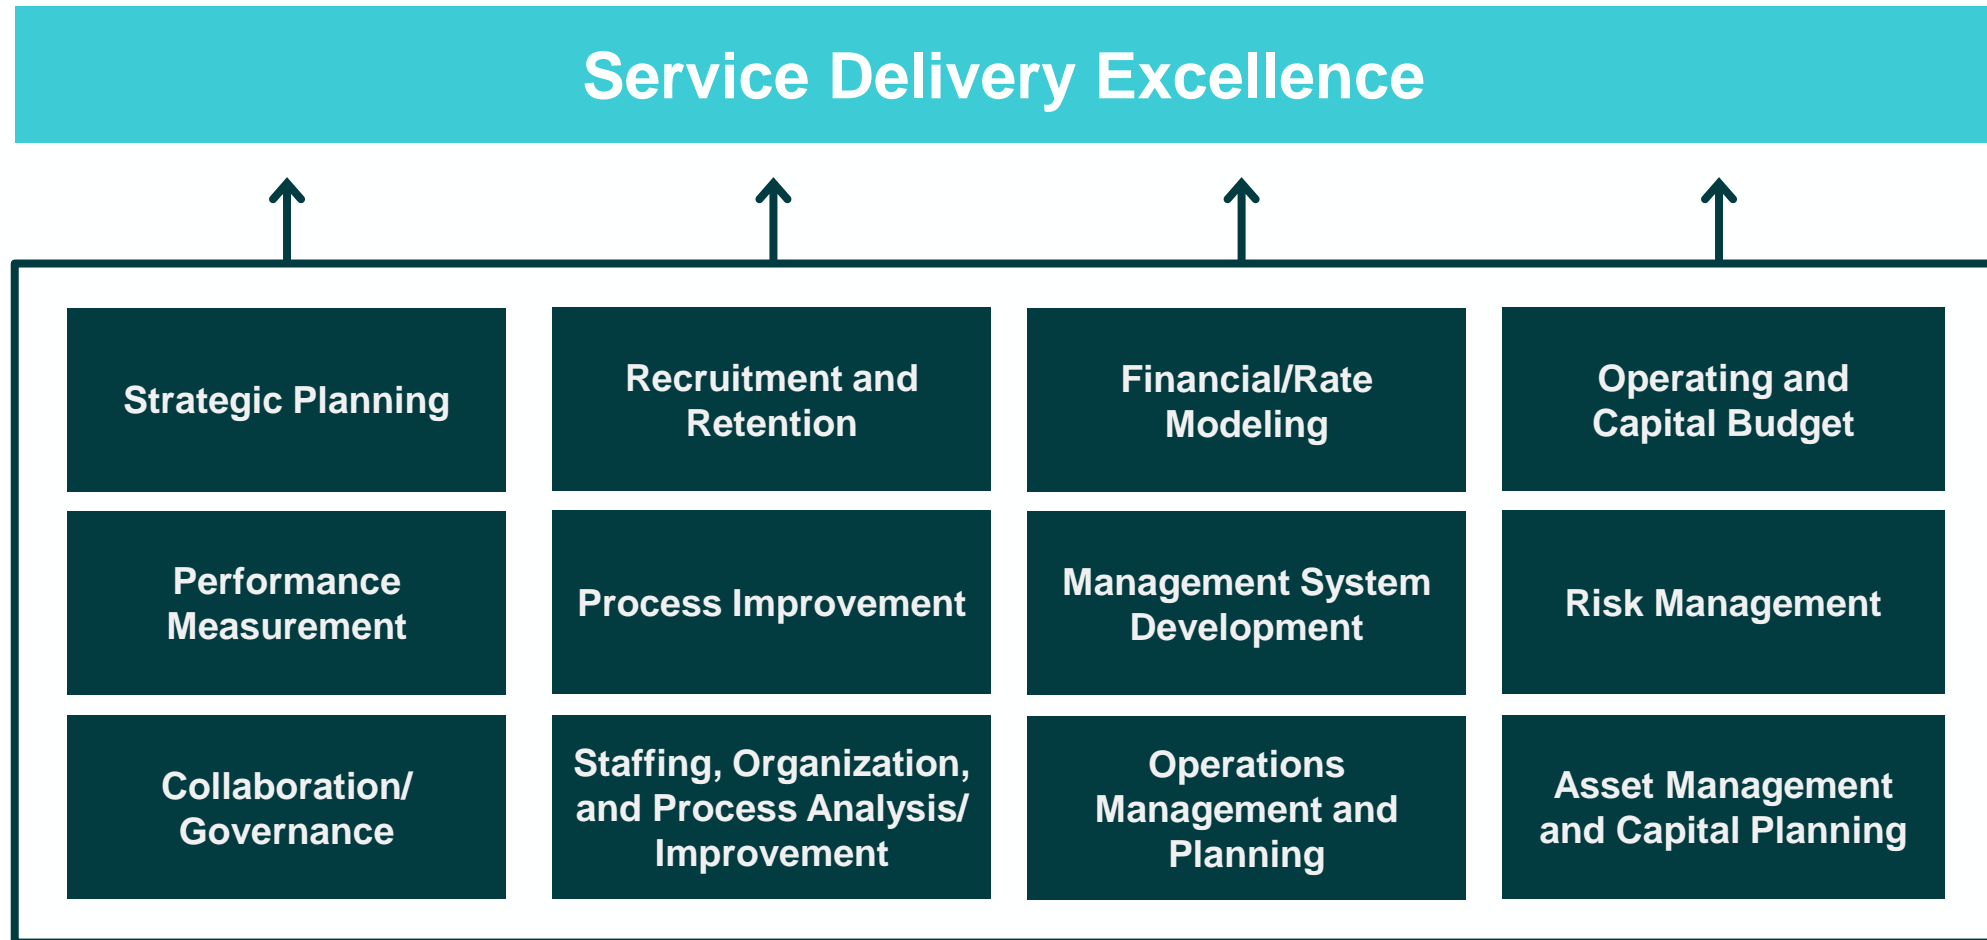 Service Delivery Excellence
Strategic Planning
Recruitment and
Retention
Financial/Rate
Modeling
Operating and
Capital Budget
Performance
Measurement
Process Improvement
Management System
Development
Risk Management
Collaboration/
Governance
Staffing, Organization,
and Process Analysis/
Improvement
Operations
Management and
Planning
Asset Management
and Capital Planning